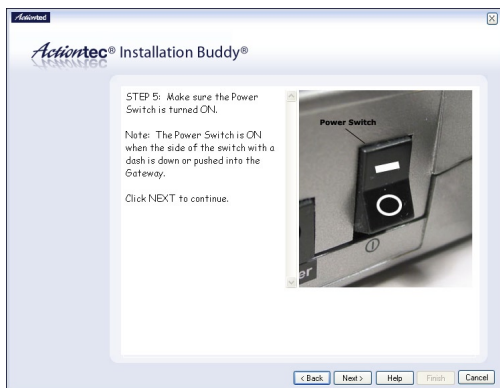 Actiontec
Actiontec® Installation Buddy®
STEP 5: Make sure the Power
Switch is turned ON.
Note: The Power Switch is ON
when the side of the switch with a
dash is down or pushed into the
Gateway.
Click NEXT to continue.
Power Switch
er
< Back Next > Help Finish Cancel